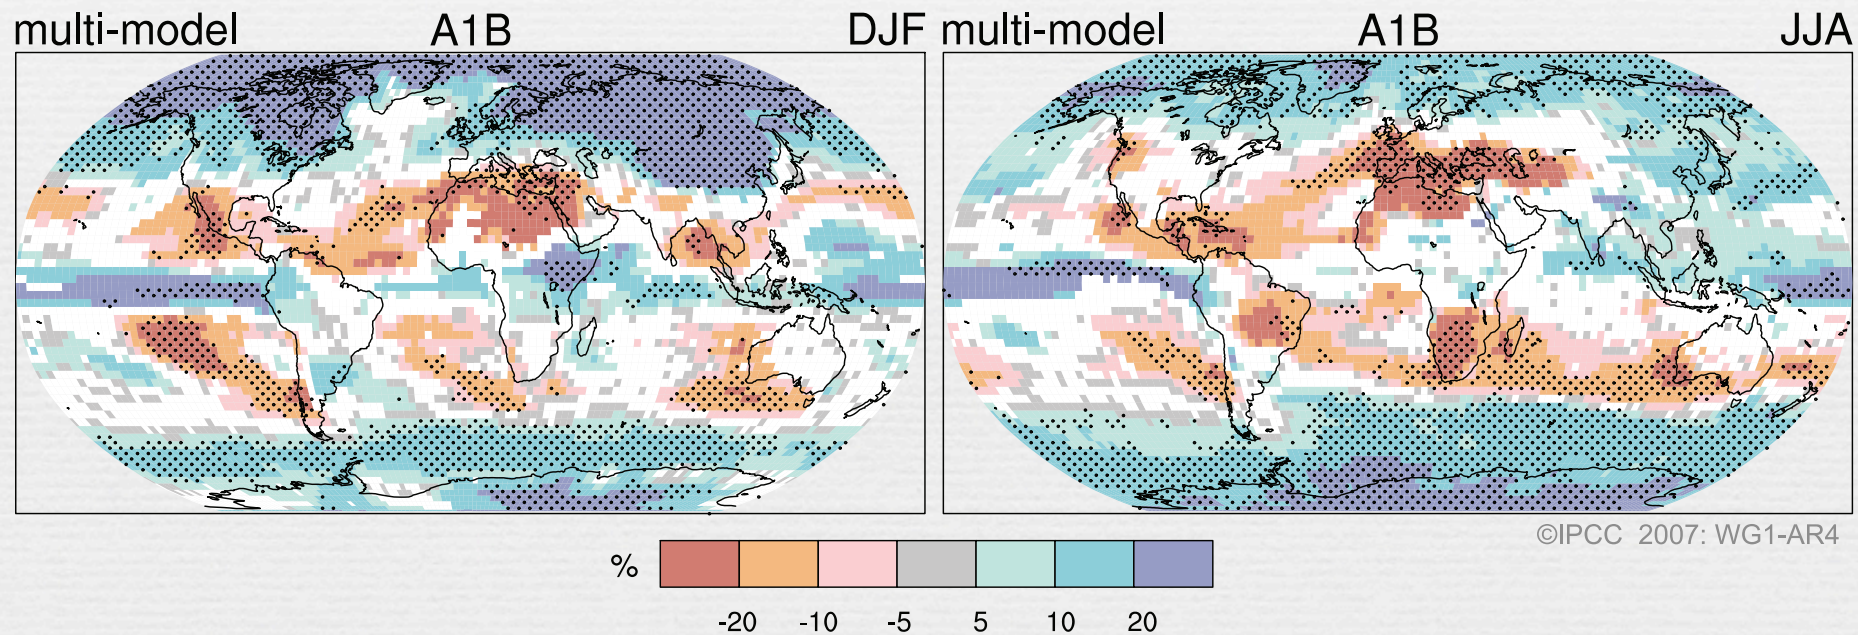 multi-model A1B DJF
multi-model A1B JJA
©IPCC 2007: WG1-AR4
%
-20 -10 -5 5 10 20